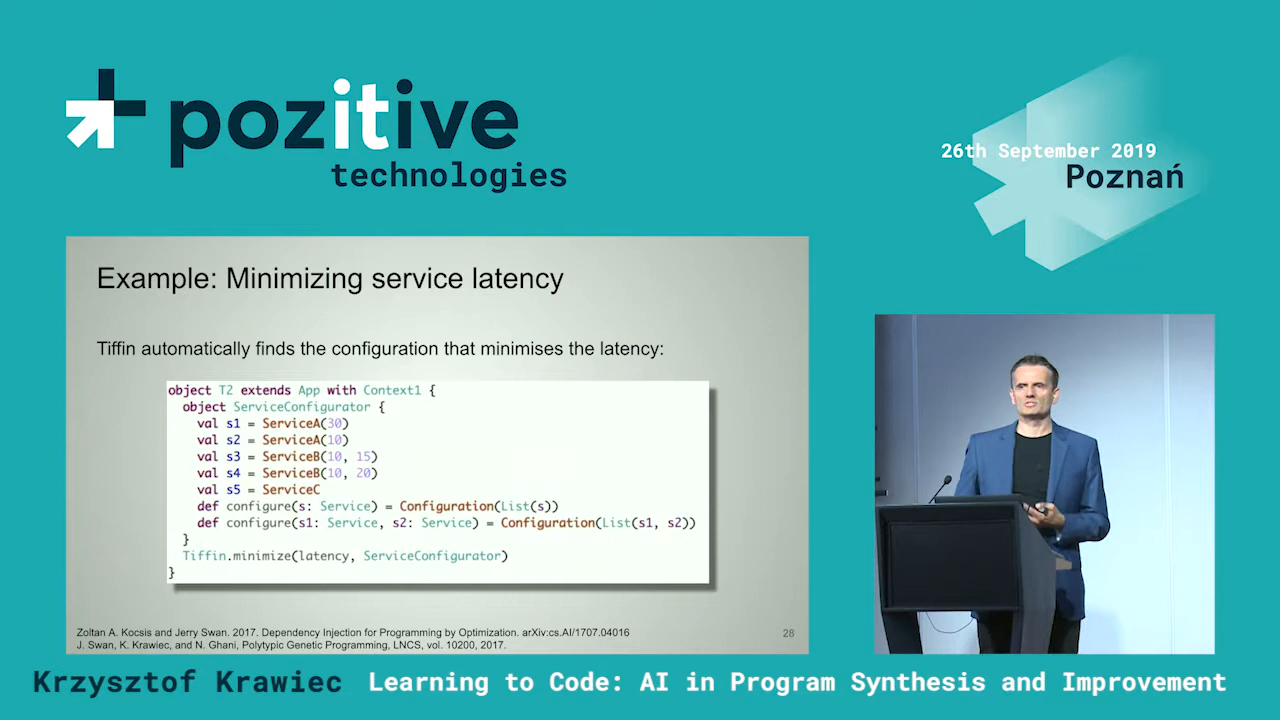 pozitive
technologies
26th September 2019
Poznań
Example: Minimizing service latency
Tiffin automatically finds the configuration that minimises the latency:
object T2 extends App with Context1 {
object ServiceConfigurator {
val s1 = ServiceA(30)
val s2 = ServiceA(10)
val s3 = ServiceB(10, 15)
val s4 = ServiceB(10, 20)
val s5 = ServiceC
def configure(s: Service) = Configuration(List(s))
def configure(s1: Service, s2: Service) = Configuration(List(s1, s2))
}
Tiffin.minimize(latency, ServiceConfigurator)
}
Zoltan A. Kocsis and Jerry Swan. 2017. Dependency Injection for Programming by Optimization. arXiv:cs.AI/1707.04016
J. Swan, K. Krawiec, and N. Ghani, Polytypic Genetic Programming, LNCS, vol. 10200, 2017.
28
Krzysztof Krawiec Learning to Code: AI in Program Synthesis and Improvement